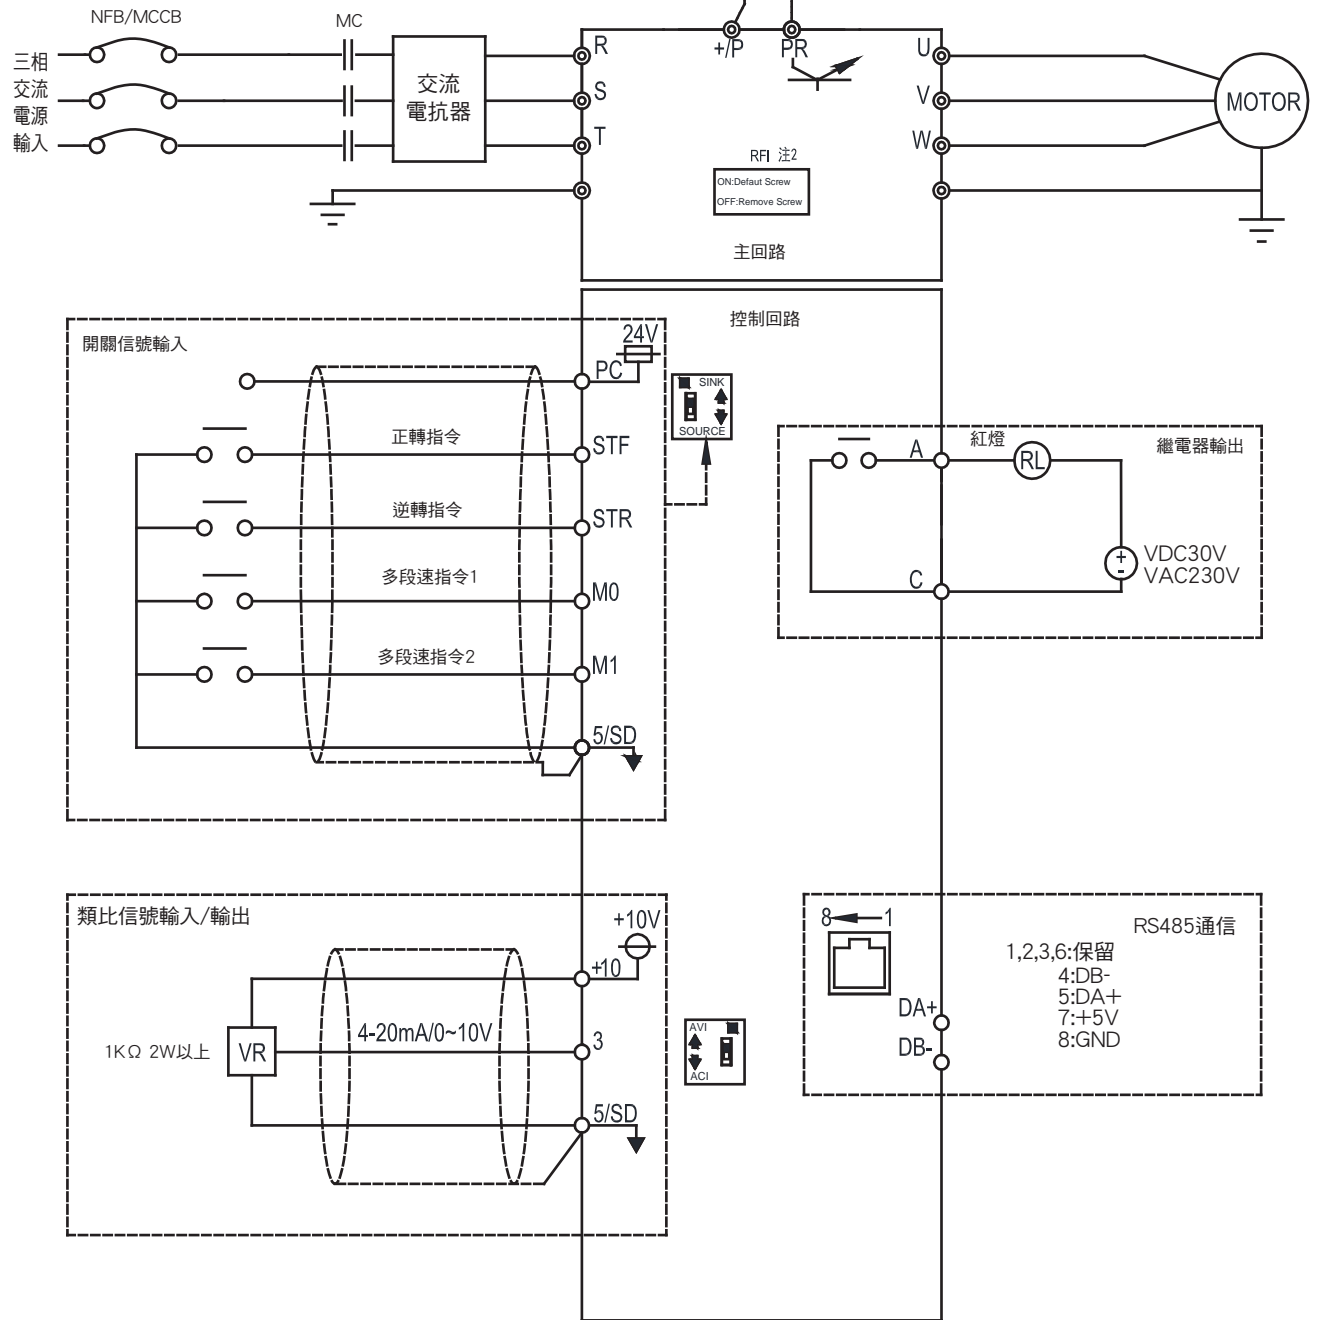 NFB/MCCB
MC
三相
交流
電源
輸入
交流
電抗器
R
S
T
+/P
PR
U
V
W
MOTOR
RFI 注2
ON:Defaut Screw
OFF:Remove Screw
主回路
控制回路
開關信號輸入
24V
PC
SINK
SOURCE
正轉指令
STF
逆轉指令
STR
多段速指令1
M0
多段速指令2
M1
5/SD
繼電器輸出
A
紅燈
RL
C
+
-
VDC30V
VAC230V
類比信號輸入/輸出
+10V
+10
4-20mA/0~10V
3
1KΩ 2W以上
VR
5/SD
AVI
ACI
8
1
RS485通信
1,2,3,6:保留
4:DB-
5:DA+
7:+5V
8:GND
DA+
DB-